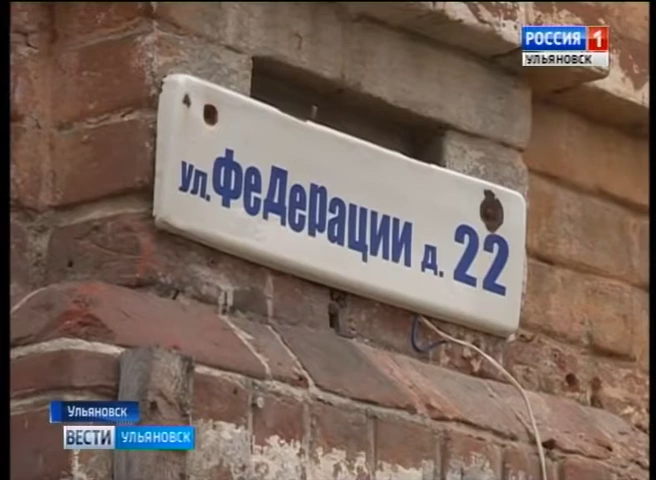 РОССИЯ 1
УЛЬЯНОВСК
ул. Федерации д. 22
Ульяновск
ВЕСТИ УЛЬЯНОВСК